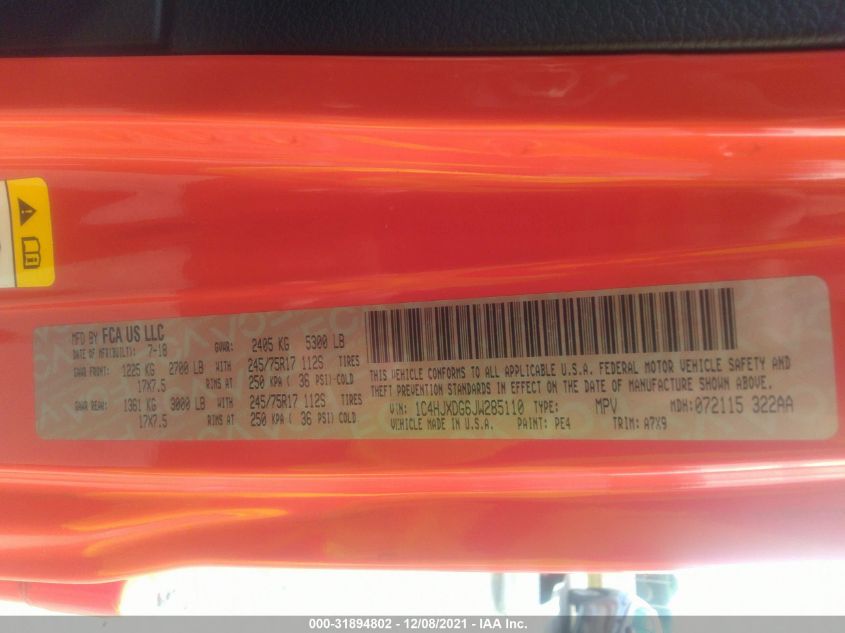 MFD BY FCA US LLC
DATE OF MFR(BUILT): 7-18 GVWR: 2405 KG 5300 LB
GAWR FRONT: 1225 KG 2700 LB WITH 245/75R17 112S TIRES
17X7.5 RIMS AT 250 KPA ( 36 PSI)-COLD
GAWR REAR: 1361 KG 3000 LB WITH 245/75R17 112S TIRES
17X7.5 RIMS AT 250 KPA ( 36 PSI)-COLD
THIS VEHICLE CONFORMS TO ALL APPLICABLE U.S.A. FEDERAL MOTOR VEHICLE SAFETY AND
THEFT PREVENTION STANDARDS IN EFFECT ON THE DATE OF MANUFACTURE SHOWN ABOVE.
VIN: 1C4HJXDG6JW285110 TYPE: MPV MDH: 072115 322AA
VEHICLE MADE IN U.S.A. PAINT: PE4 TRIM: A7X9
000-31894802 - 12/08/2021 - IAA Inc.